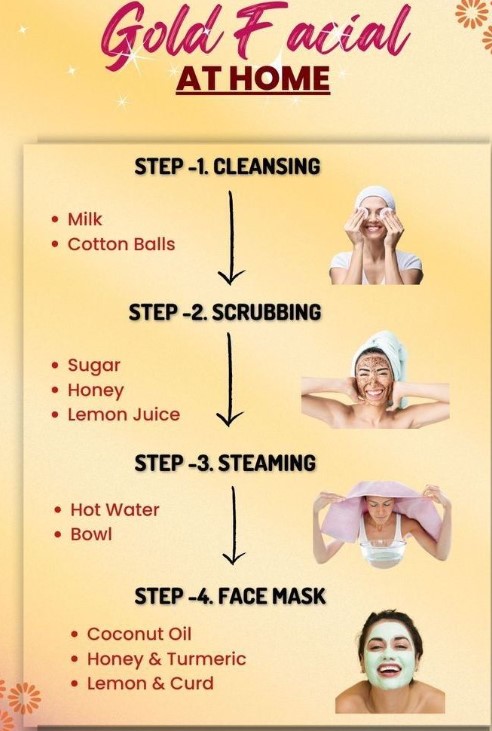 Gold Facial
AT HOME
STEP -1. CLEANSING
• Milk
• Cotton Balls
STEP -2. SCRUBBING
• Sugar
• Honey
• Lemon Juice
STEP -3. STEAMING
• Hot Water
• Bowl
STEP -4. FACE MASK
• Coconut Oil
• Honey & Turmeric
• Lemon & Curd